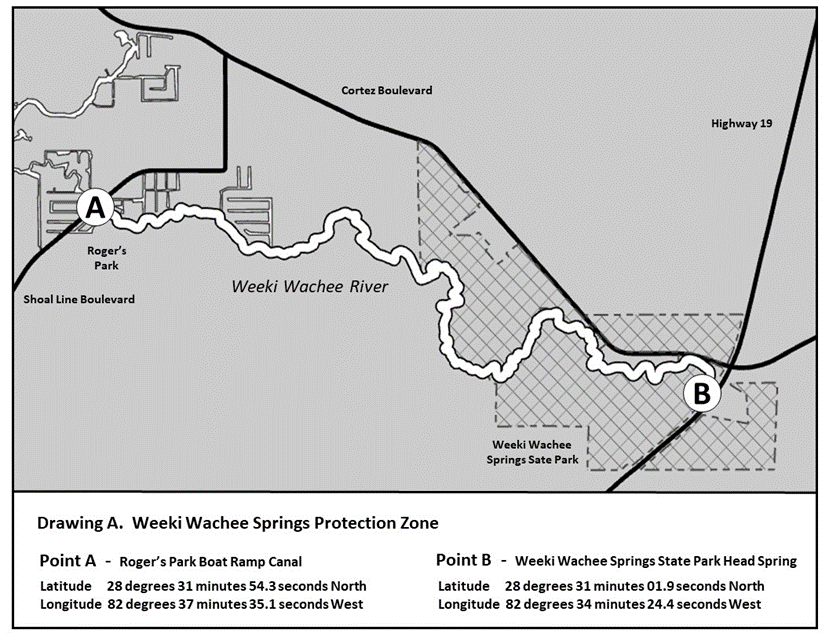 Cortez Boulevard
Highway 19
A
Roger's
Park
Weeki Wachee River
Shoal Line Boulevard
B
Weeki Wachee
Springs Sate Park
Drawing A. Weeki Wachee Springs Protection Zone
Point A - Roger's Park Boat Ramp Canal
Latitude 28 degrees 31 minutes 54.3 seconds North
Longitude 82 degrees 37 minutes 35.1 seconds West
Point B - Weeki Wachee Springs State Park Head Spring
Latitude 28 degrees 31 minutes 01.9 seconds North
Longitude 82 degrees 34 minutes 24.4 seconds West